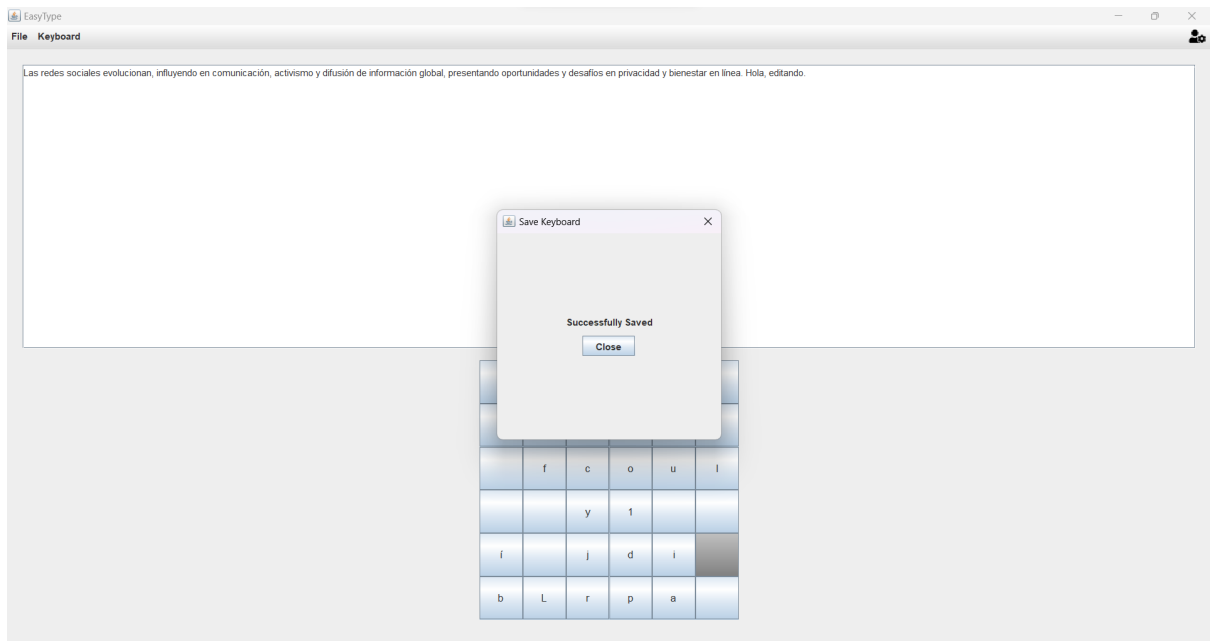 EasyType
File Keyboard
Las redes sociales evolucionan, influyendo en comunicación, activismo y difusión de información global, presentando oportunidades y desafíos en privacidad y bienestar en línea. Hola, editando.
Save Keyboard
Successfully Saved
Close
f c o u l
y 1
í j d i
b L r p a